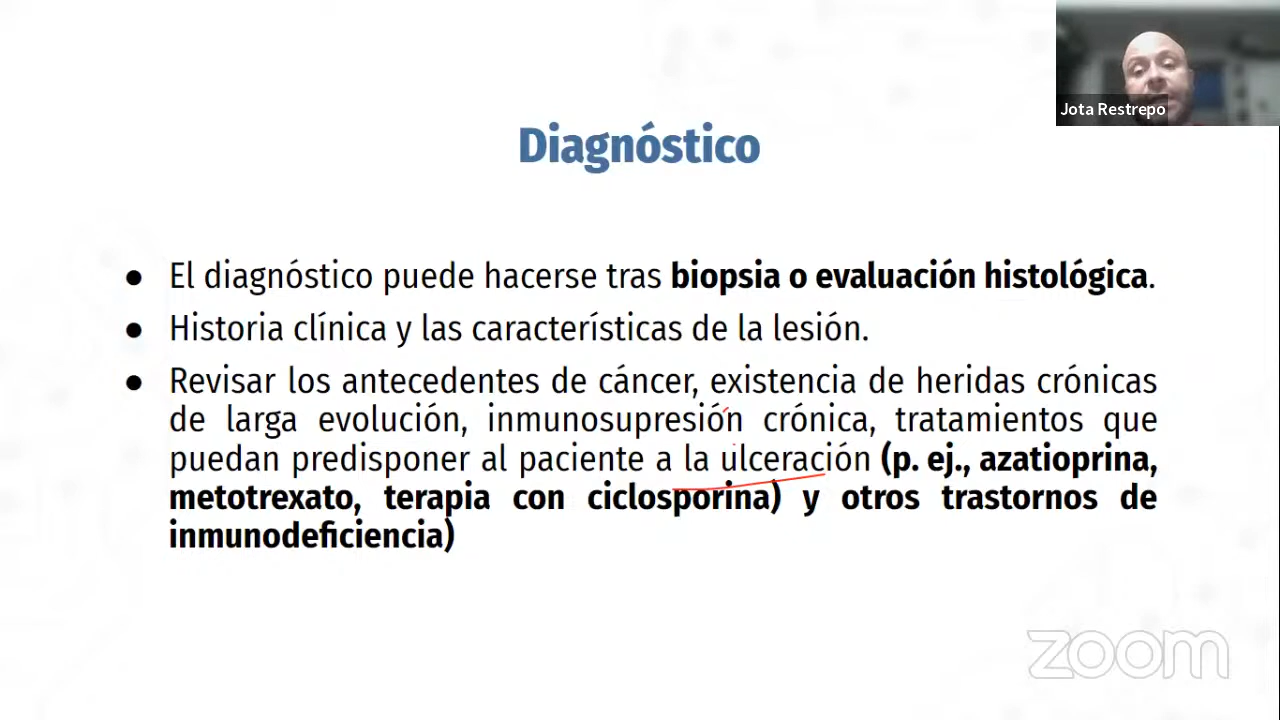 Jota Restrepo
Diagnóstico
● El diagnóstico puede hacerse tras biopsia o evaluación histológica.
● Historia clínica y las características de la lesión.
● Revisar los antecedentes de cáncer, existencia de heridas crónicas
de larga evolución, inmunosupresión crónica, tratamientos que
puedan predisponer al paciente a la ulceración (p. ej., azatioprina,
metotrexato, terapia con ciclosporina) y otros trastornos de
inmunodeficiencia)
zoom